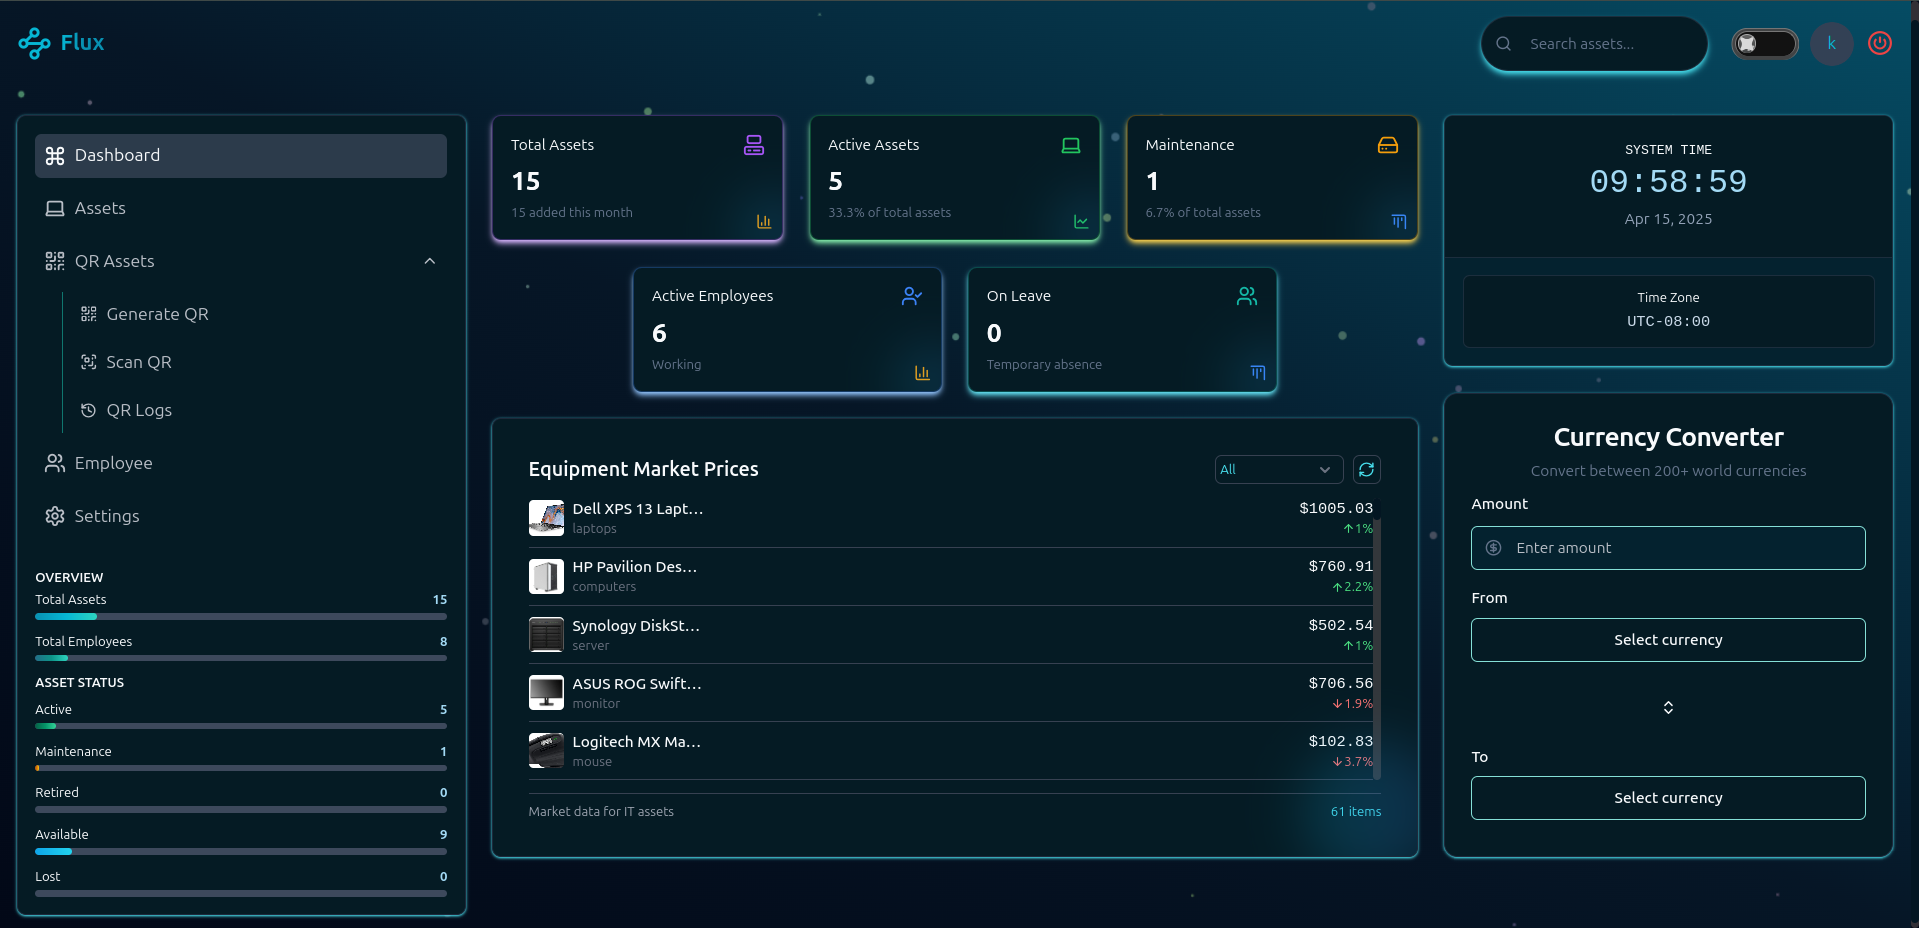 Flux
Search assets...
k
Dashboard
Assets
QR Assets
Generate QR
Scan QR
QR Logs
Employee
Settings
OVERVIEW
Total Assets 15
Total Employees 8
ASSET STATUS
Active 5
Maintenance 1
Retired 0
Available 9
Lost 0
Total Assets
15
15 added this month
Active Assets
5
33.3% of total assets
Maintenance
1
6.7% of total assets
Active Employees
6
Working
On Leave
0
Temporary absence
Equipment Market Prices
All
Dell XPS 13 Lapt... $1005.03
laptops ↑1%
HP Pavilion Des... $760.91
computers ↑2.2%
Synology DiskSt... $502.54
server ↑1%
ASUS ROG Swift... $706.56
monitor ↓1.9%
Logitech MX Ma... $102.83
mouse ↓3.7%
Market data for IT assets 61 items
SYSTEM TIME
09:58:59
Apr 15, 2025
Time Zone
UTC-08:00
Currency Converter
Convert between 200+ world currencies
Amount
Enter amount
From
Select currency
To
Select currency